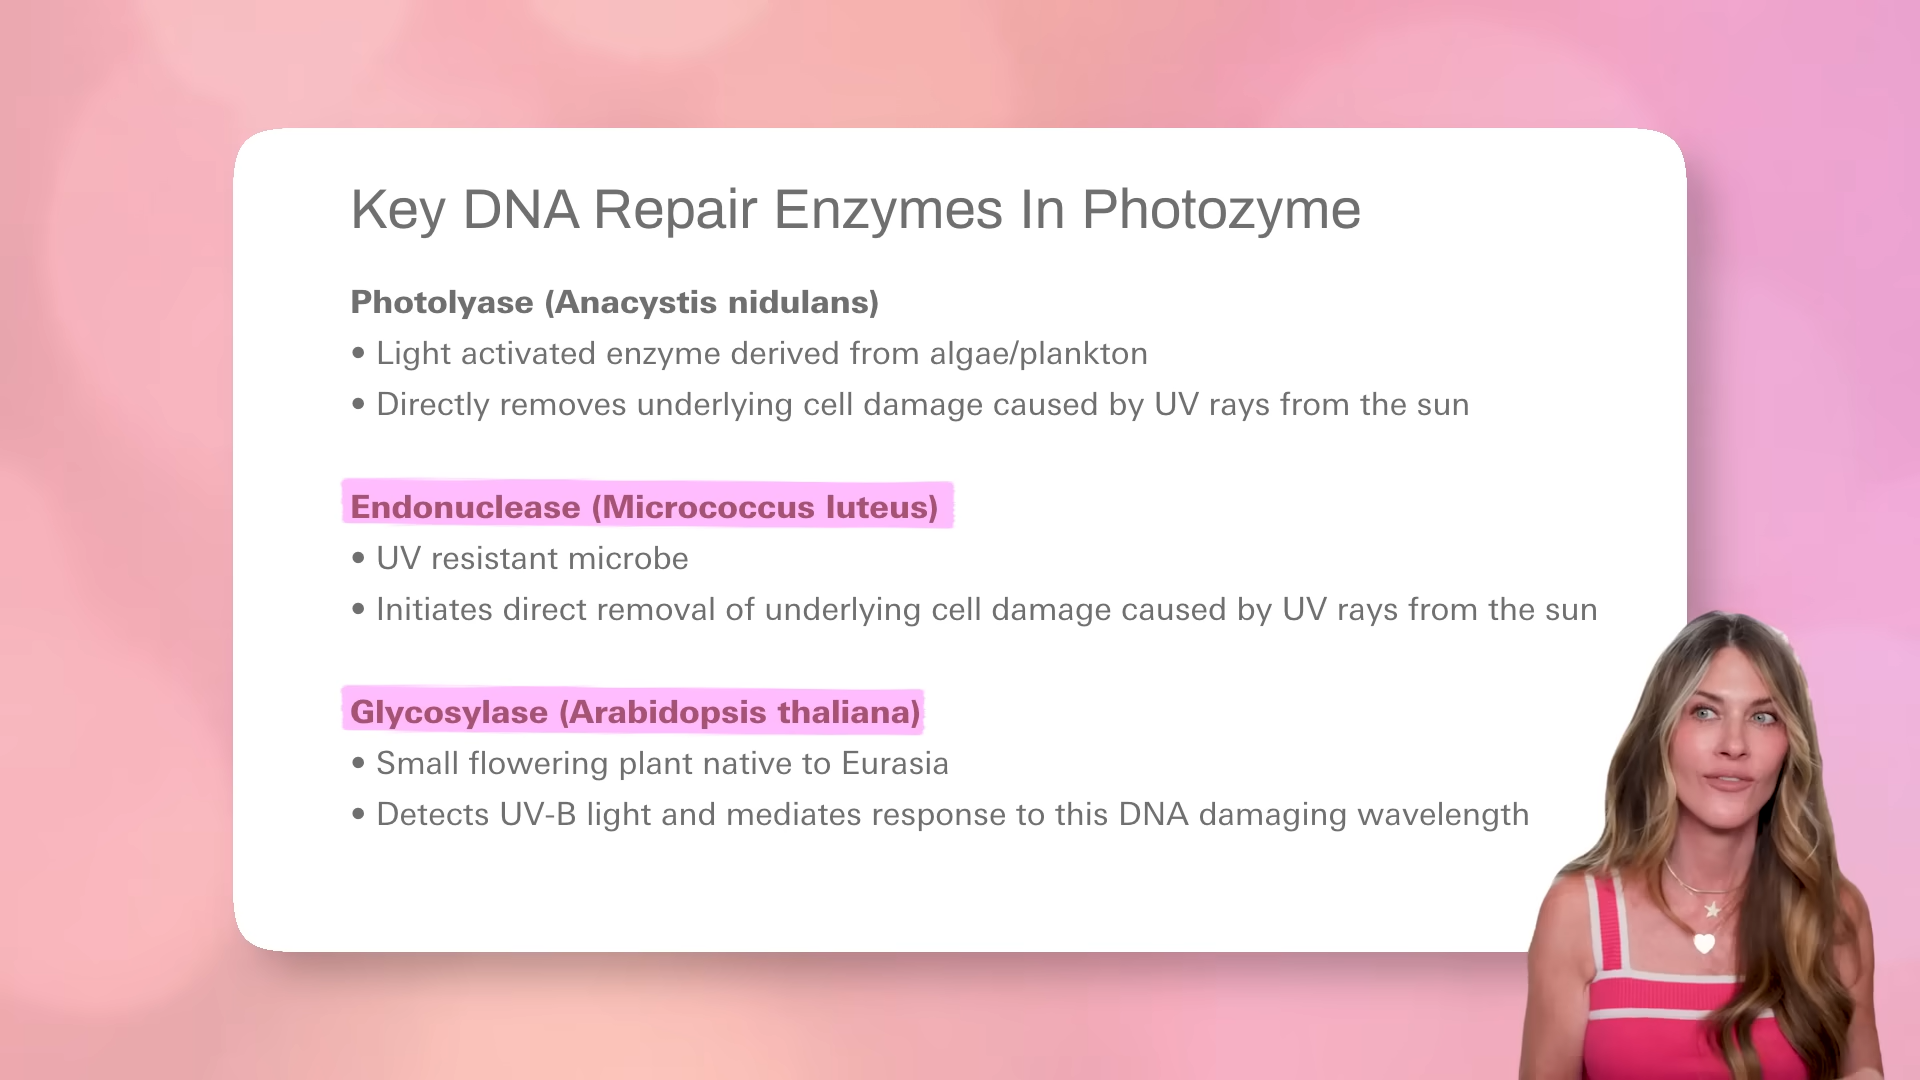 Key DNA Repair Enzymes In Photozyme
Photolyase (Anacystis nidulans)
• Light activated enzyme derived from algae/plankton
• Directly removes underlying cell damage caused by UV rays from the sun
Endonuclease (Micrococcus luteus)
• UV resistant microbe
• Initiates direct removal of underlying cell damage caused by UV rays from the sun
Glycosylase (Arabidopsis thaliana)
• Small flowering plant native to Eurasia
• Detects UV-B light and mediates response to this DNA damaging wavelength